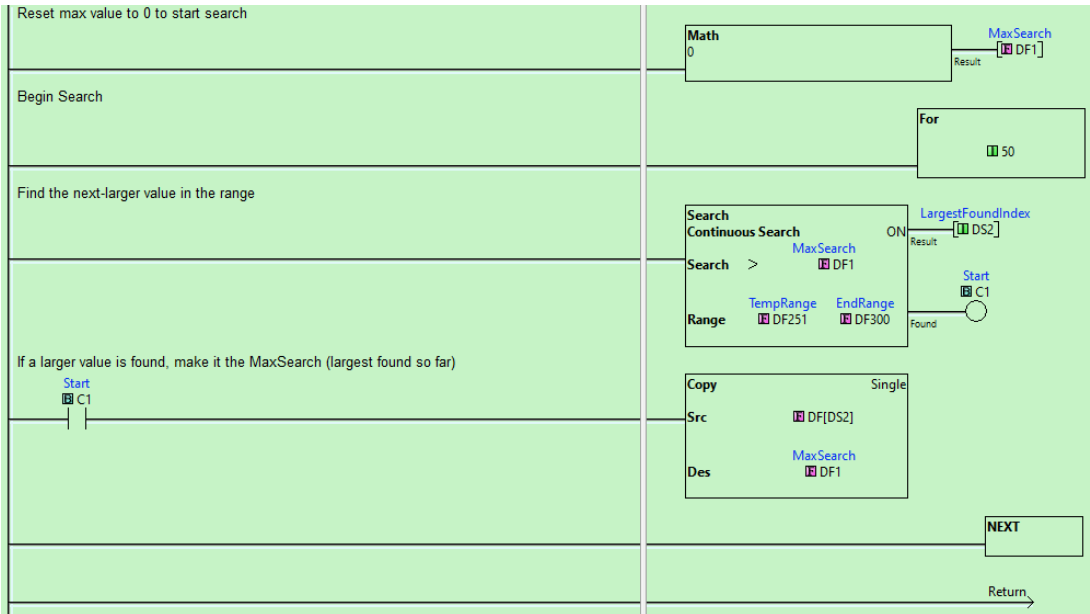 Reset max value to 0 to start search
Math
0
MaxSearch
F DF1
Result
Begin Search
For
I 50
Find the next-larger value in the range
Search
Continuous Search ON
MaxSearch
Search > F DF1
TempRange EndRange
Range F DF251 F DF300
LargestFoundIndex
I DS2
Result
Start
B C1
Found
If a larger value is found, make it the MaxSearch (largest found so far)
Start
B C1
Copy Single
Src F DF[DS2]
MaxSearch
Des F DF1
NEXT
Return